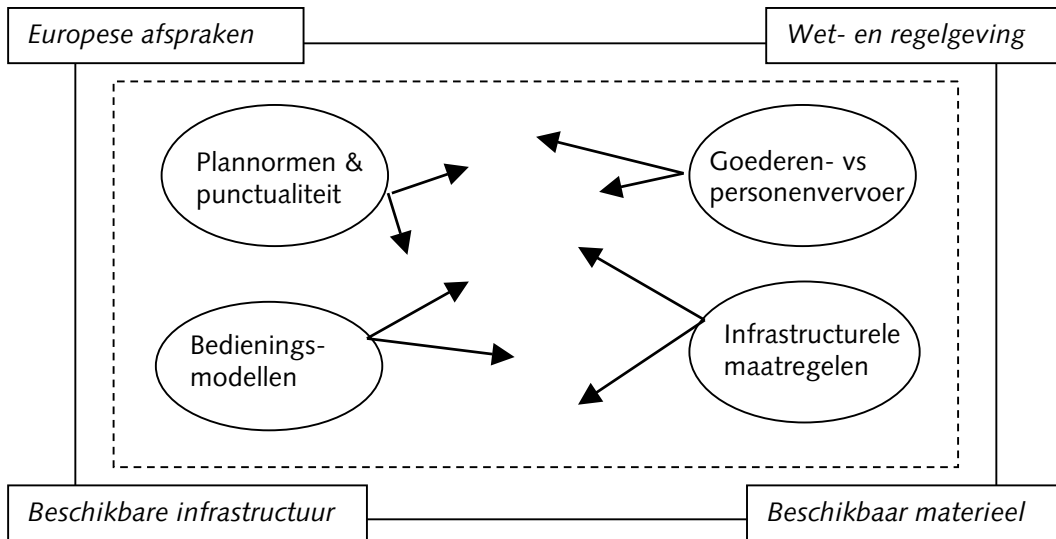 Europese afspraken
Wet- en regelgeving
Plannormen &
punctualiteit
Goederen- vs
personenvervoer
Bedienings-
modellen
Infrastructurele
maatregelen
Beschikbare infrastructuur
Beschikbaar materieel